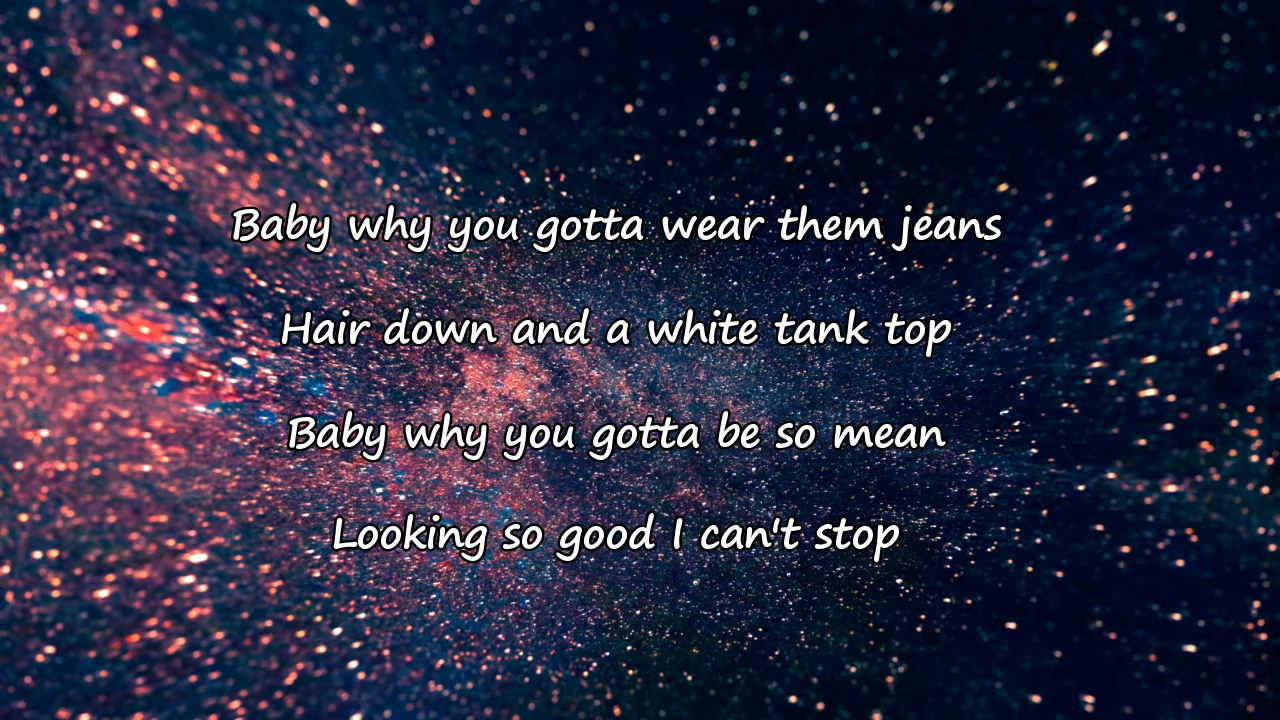 Baby why you gotta wear them jeans
Hair down and a white tank top
Baby why you gotta be so mean
Looking so good I can't stop